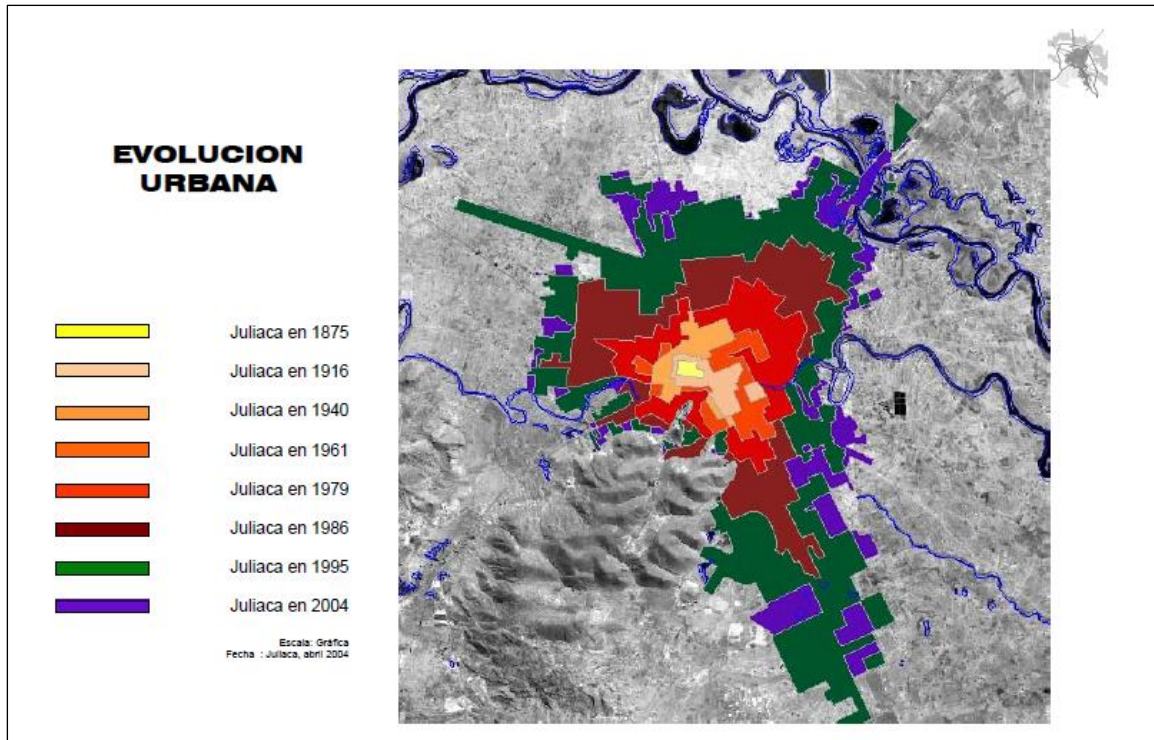 EVOLUCION
URBANA
Juliaca en 1875
Juliaca en 1916
Juliaca en 1940
Juliaca en 1961
Juliaca en 1979
Juliaca en 1986
Juliaca en 1995
Juliaca en 2004
Escala: Gráfica
Fecha : Juliaca, abril 2004